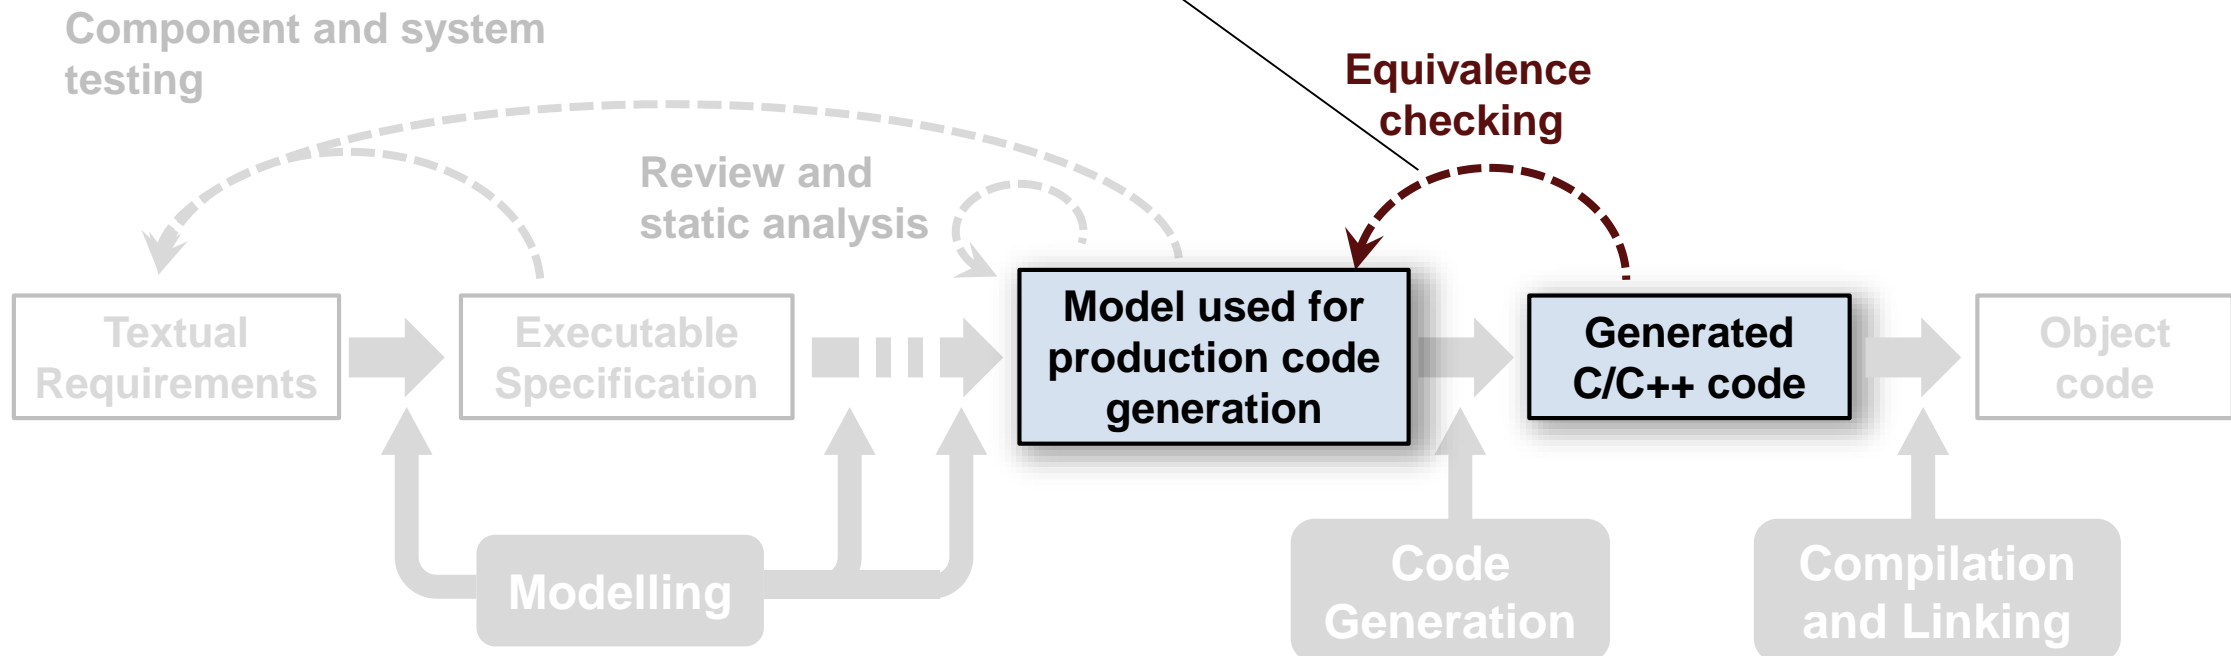 Component and system
testing
Equivalence
checking
Review and
static analysis
Textual
Requirements
Executable
Specification
Model used for
production code
generation
Generated
C/C++ code
Object
code
Modelling
Code
Generation
Compilation
and Linking